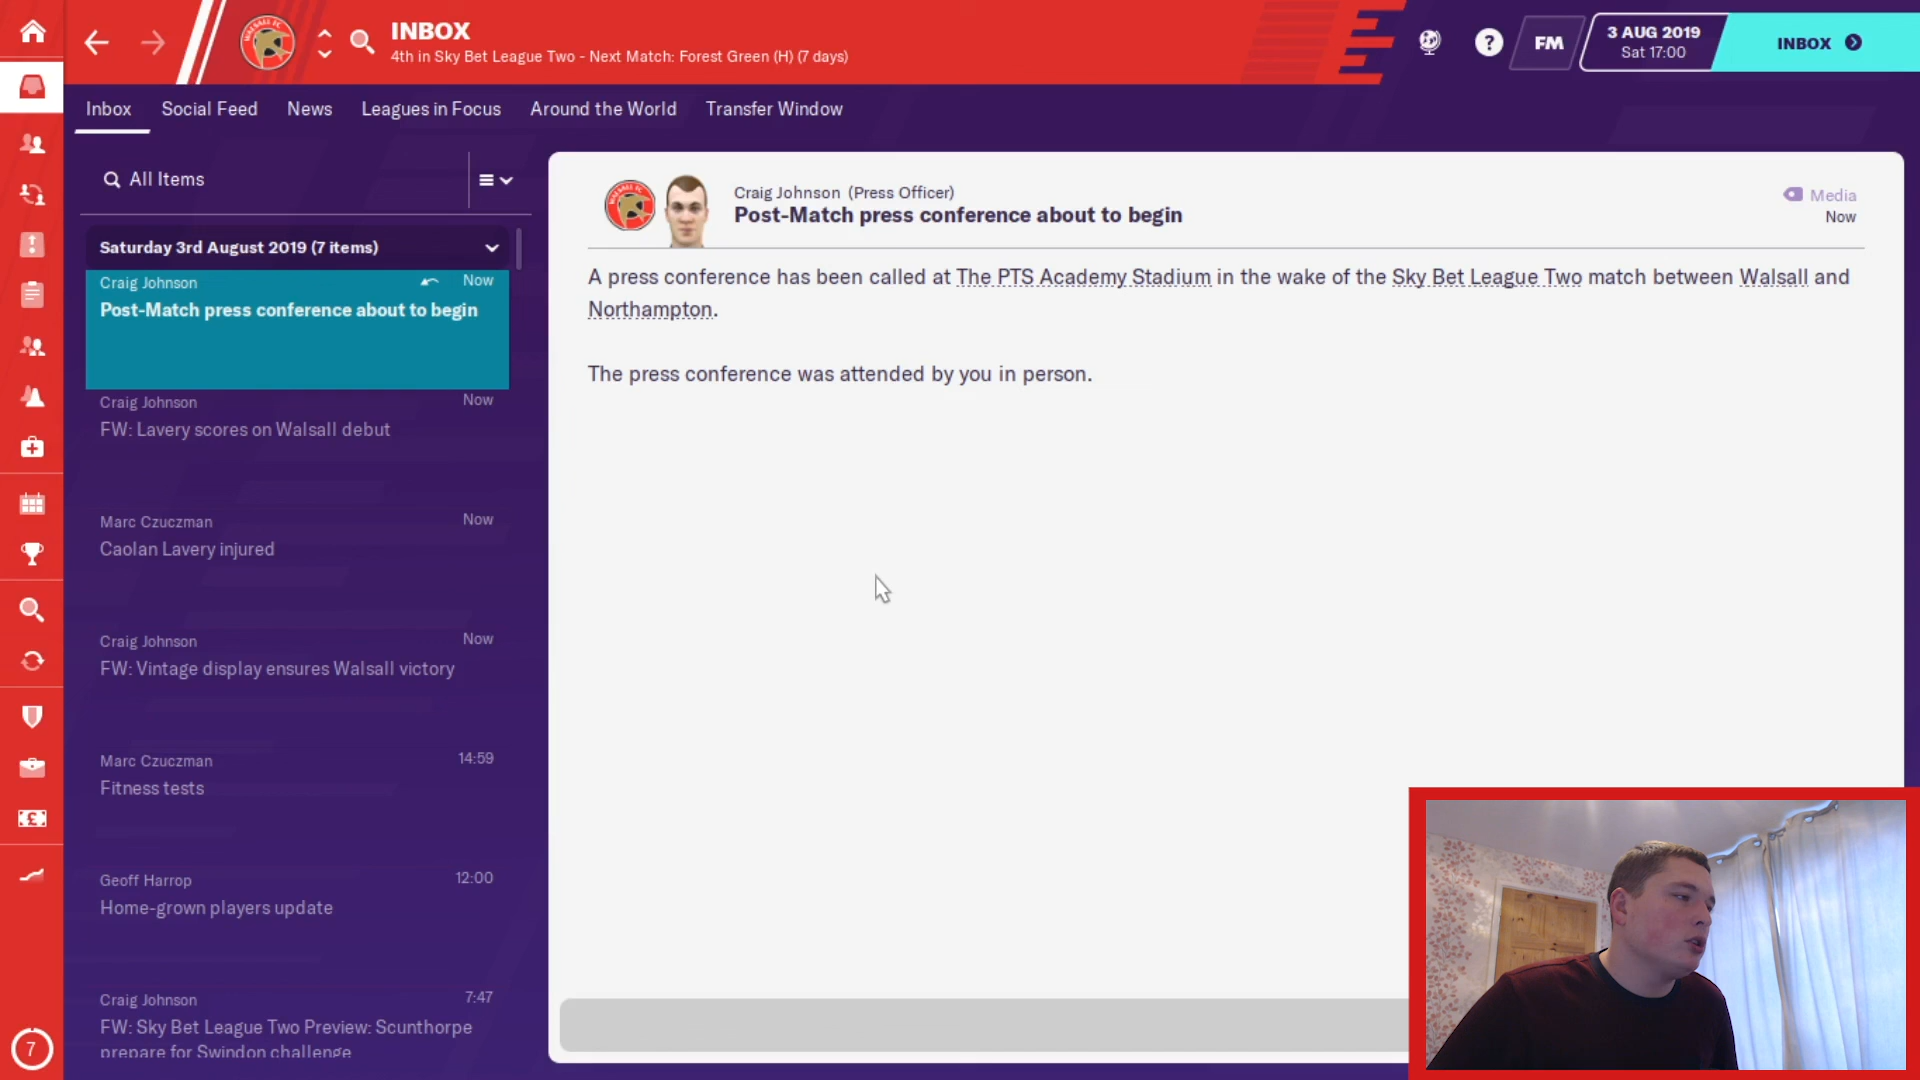 INBOX
4th in Sky Bet League Two - Next Match: Forest Green (H) (7 days)
?
FM
3 AUG 2019
Sat 17:00
INBOX
Inbox
Social Feed
News
Leagues in Focus
Around the World
Transfer Window
All Items
Saturday 3rd August 2019 (7 items)
Craig Johnson
Now
Post-Match press conference about to begin
Craig Johnson
Now
FW: Lavery scores on Walsall debut
Marc Czuczman
Now
Caolan Lavery injured
Craig Johnson
Now
FW: Vintage display ensures Walsall victory
Marc Czuczman
14:59
Fitness tests
Geoff Harrop
12:00
Home-grown players update
Craig Johnson
7:47
FW: Sky Bet League Two Preview: Scunthorpe
prepare for Swindon challenge
Craig Johnson (Press Officer)
Post-Match press conference about to begin
Media
Now
A press conference has been called at The PTS Academy Stadium in the wake of the Sky Bet League Two match between Walsall and
Northampton.
The press conference was attended by you in person.
£
7